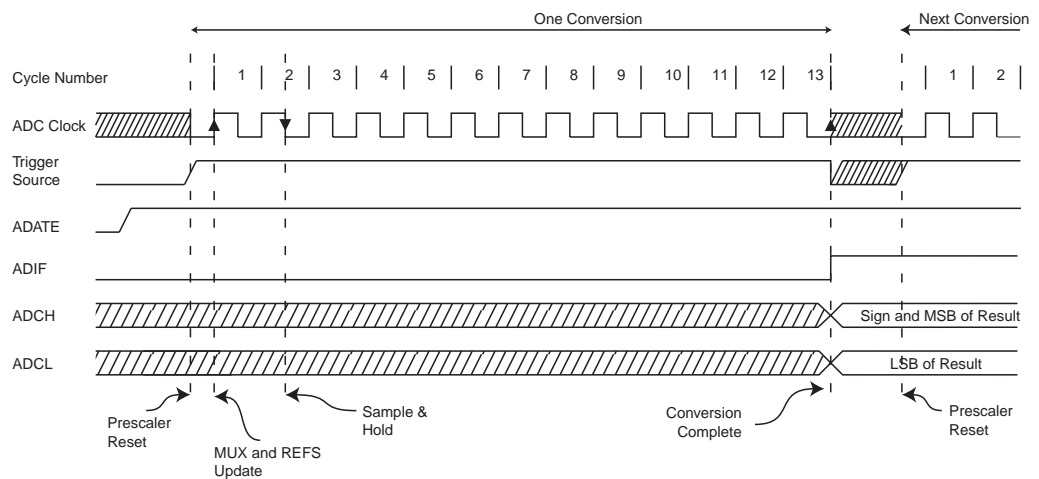 One Conversion
Next Conversion
Cycle Number
1 2 3 4 5 6 7 8 9 10 11 12 13 1 2
ADC Clock
Trigger
Source
ADATE
ADIF
ADCH
Sign and MSB of Result
ADCL
LSB of Result
Prescaler
Reset
MUX and REFS
Update
Sample &
Hold
Conversion
Complete
Prescaler
Reset